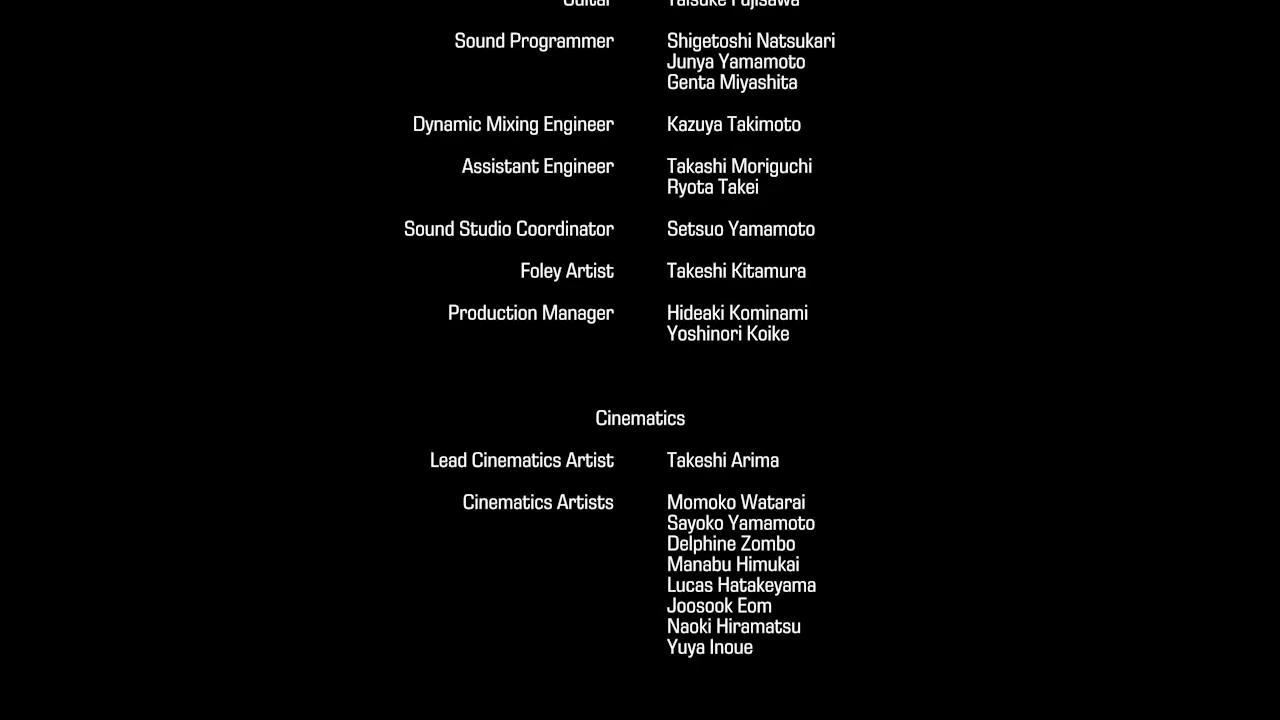 Guitar Taisuke Fujisawa
Sound Programmer Shigetoshi Natsukari
Junya Yamamoto
Genta Miyashita
Dynamic Mixing Engineer Kazuya Takimoto
Assistant Engineer Takashi Moriguchi
Ryota Takei
Sound Studio Coordinator Setsuo Yamamoto
Foley Artist Takeshi Kitamura
Production Manager Hideaki Kominami
Yoshinori Koike
Cinematics
Lead Cinematics Artist Takeshi Arima
Cinematics Artists Momoko Watarai
Sayoko Yamamoto
Delphine Zombo
Manabu Himukai
Lucas Hatakeyama
Joosook Eom
Naoki Hiramatsu
Yuya Inoue